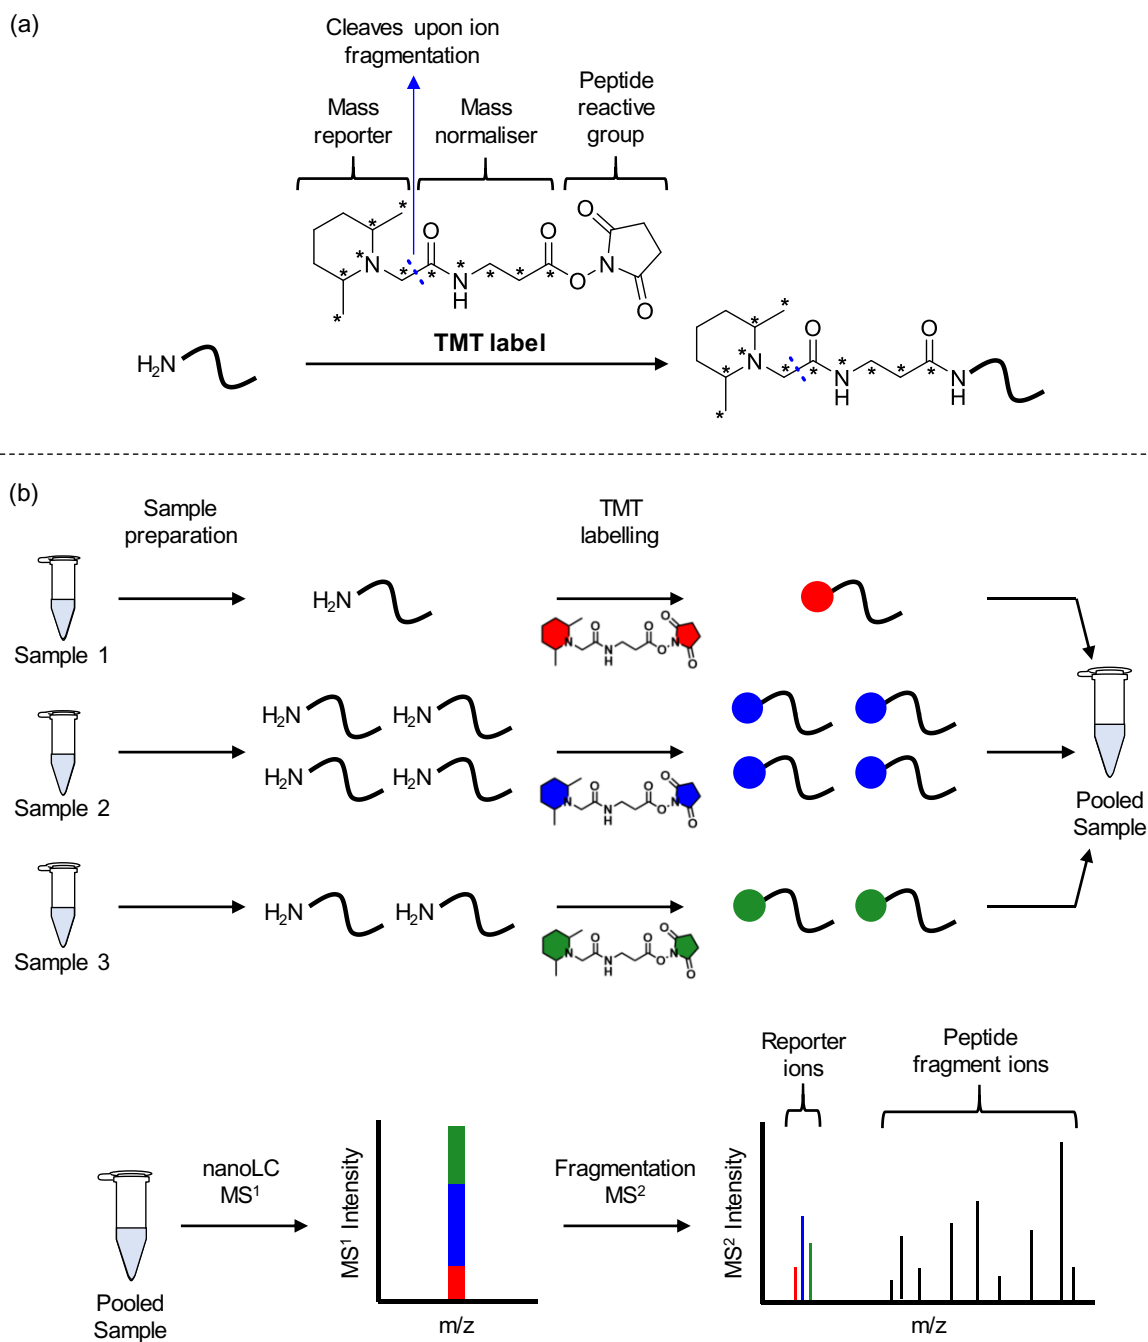 (a)
Cleaves upon ion
fragmentation
Mass
reporter
Mass
normaliser
Peptide
reactive
group
* * O O O
* N * * N * * * O N
* * H O
H₂N
TMT label
* * O O
* N * * N * * * N
* * H H
(b)
Sample
preparation
TMT
labelling
Sample 1
H₂N
N O N H O O N O O
Sample 2
H₂N H₂N
H₂N H₂N
N O N H O O N O O
Pooled
Sample
Sample 3
H₂N H₂N
N O N H O O N O O
Pooled
Sample
nanoLC
MS¹
MS¹ Intensity
m/z
Fragmentation
MS²
Reporter
ions
Peptide
fragment ions
MS² Intensity
m/z